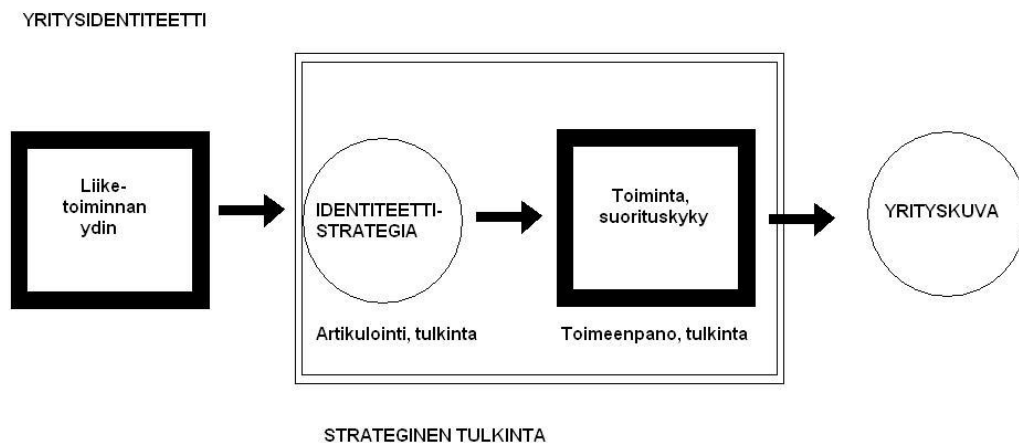 YRITYSIDENTITEETTI
Liike-
toiminnan
ydin
IDENTITEETTI-
STRATEGIA
Toiminta,
suorituskyky
YRITYSKUVA
Artikulointi, tulkinta
Toimeenpano, tulkinta
STRATEGINEN TULKINTA